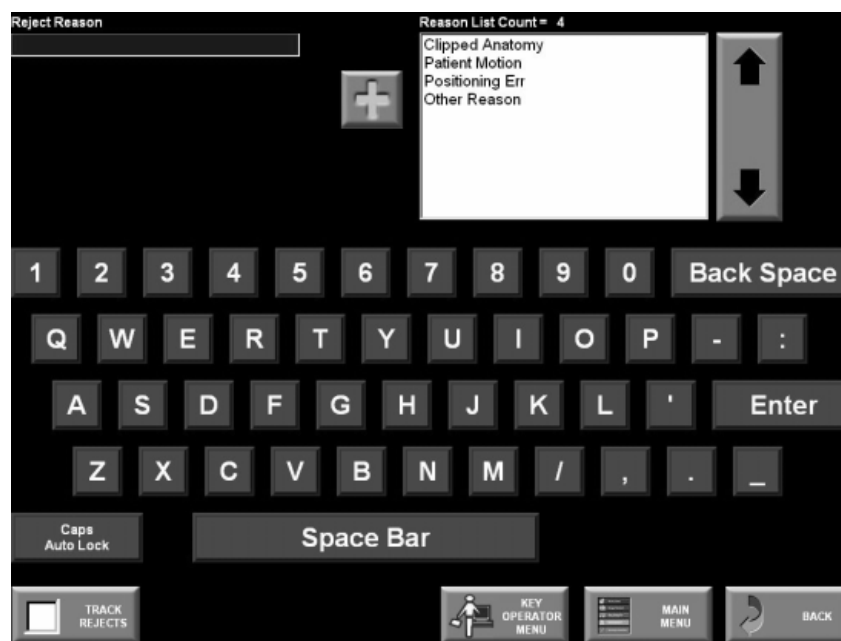 Reject Reason
Reason List Count = 4
Clipped Anatomy
Patient Motion
Positioning Err
Other Reason
1 2 3 4 5 6 7 8 9 0 Back Space
Q W E R T Y U I O P - :
A S D F G H J K L ' Enter
Z X C V B N M / , . _
Caps
Auto Lock
Space Bar
TRACK
REJECTS
KEY
OPERATOR
MENU
MAIN
MENU
BACK